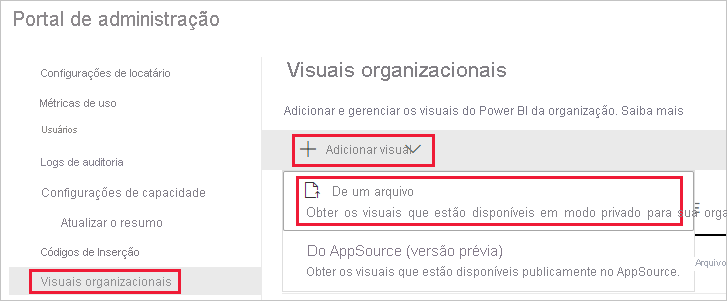 Portal de administração
Configurações de locatário
Métricas de uso
Usuários
Logs de auditoria
Configurações de capacidade
Atualizar o resumo
Códigos de Inserção
Visuais organizacionais
Visuais organizacionais
Adicionar e gerenciar os visuais do Power BI da organização. Saiba mais
Adicionar visual
De um arquivo
Obter os visuais que estão disponíveis em modo privado para sua orga
Do AppSource (versão prévia)
Obter os visuais que estão disponíveis publicamente no AppSource.
Arquivo